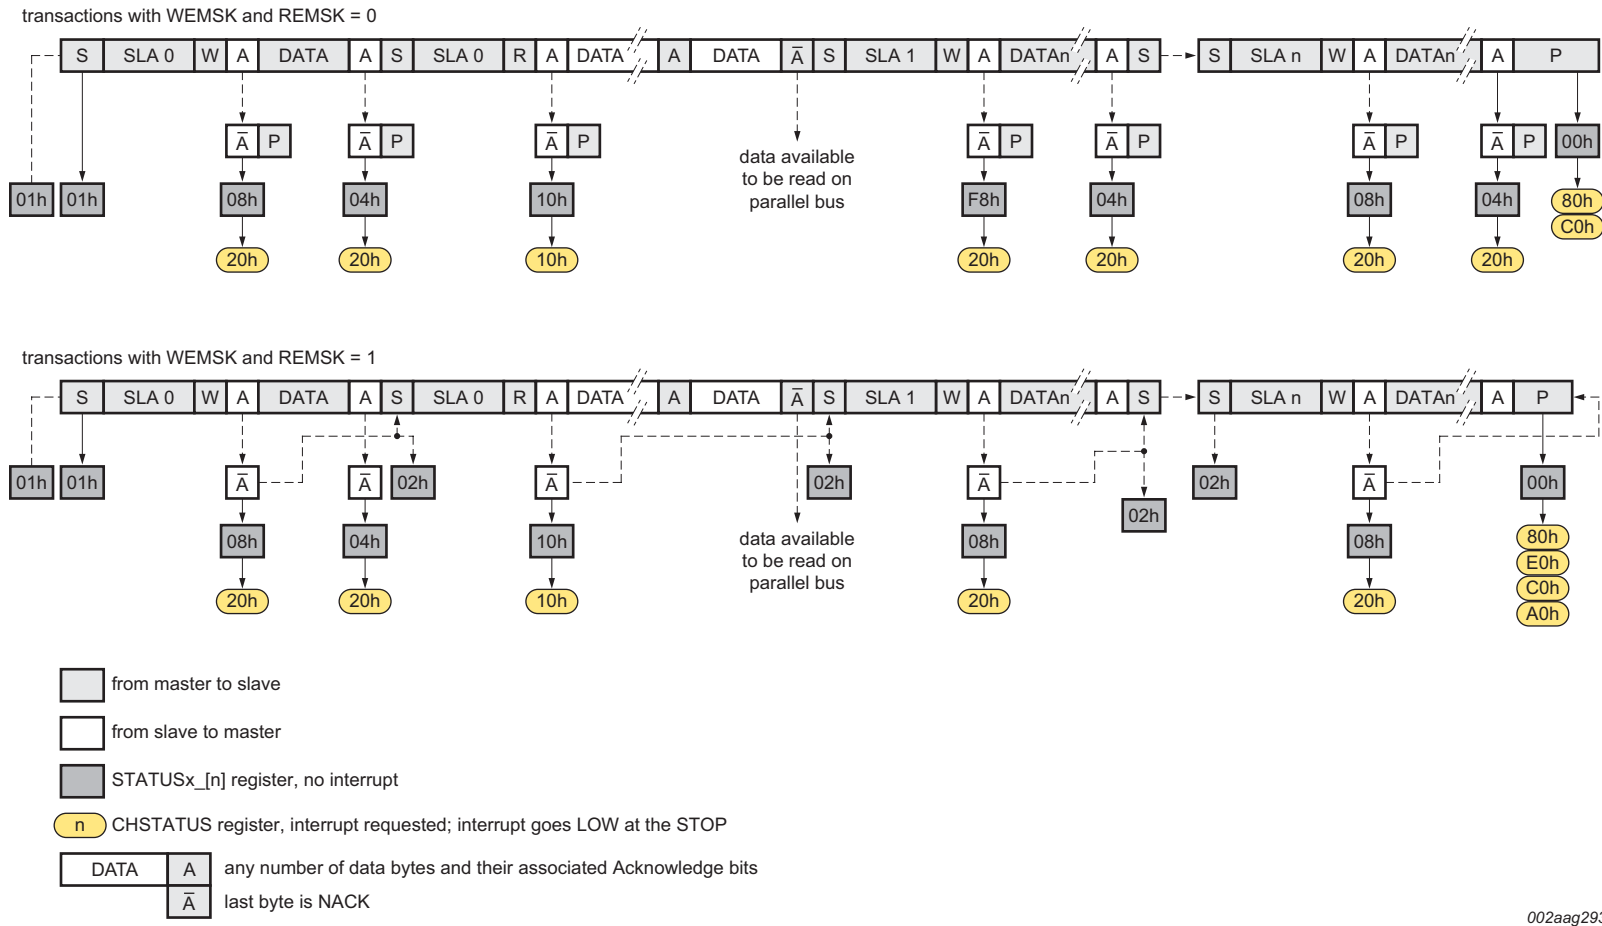 transactions with WEMSK and REMSK = 0
S SLA 0 W A DATA A S SLA 0 R A DATA A DATA A̅ S SLA 1 W A DATAn A S S SLA n W A DATAn A P
A̅ P A̅ P A̅ P A̅ P A̅ P A̅ P A̅ P 00h
data available
to be read on
parallel bus
01h 01h 08h 04h 10h F8h 04h 08h 04h 80h
C0h
20h 20h 10h 20h 20h 20h 20h
transactions with WEMSK and REMSK = 1
S SLA 0 W A DATA A S SLA 0 R A DATA A DATA A̅ S SLA 1 W A DATAn A S S SLA n W A DATAn A P
01h 01h A̅ A̅ 02h A̅ 02h A̅ 02h A̅ 00h
02h
08h 04h 10h data available 08h 08h 80h
to be read on E0h
parallel bus C0h
20h 20h 10h 20h 20h A0h
from master to slave
from slave to master
STATUSx_[n] register, no interrupt
n CHSTATUS register, interrupt requested; interrupt goes LOW at the STOP
DATA A any number of data bytes and their associated Acknowledge bits
A̅ last byte is NACK
002aag293